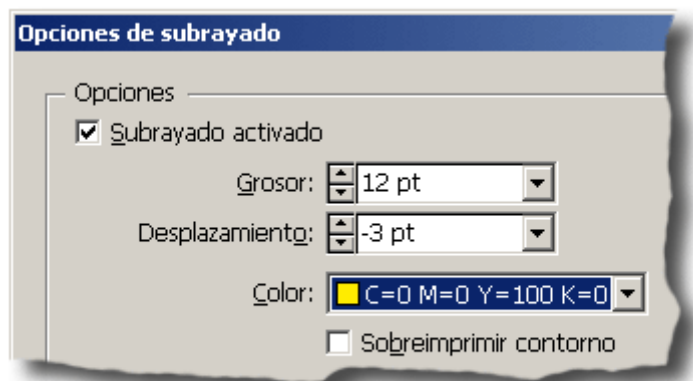 Opciones de subrayado
Opciones
Subrayado activado
Grosor: 12 pt
Desplazamiento: -3 pt
Color: C=0 M=0 Y=100 K=0
Sobreimprimir contorno